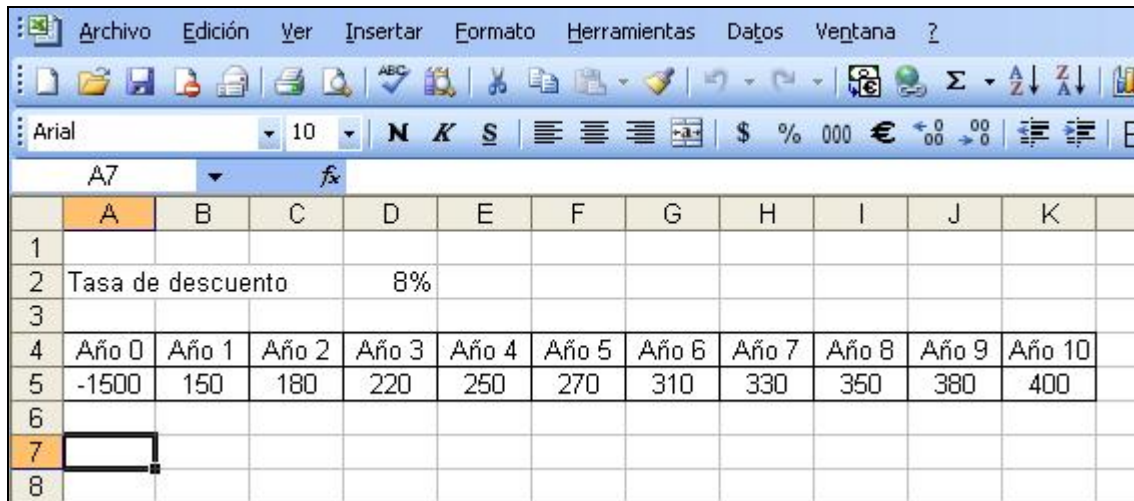 Archivo Edición Ver Insertar Formato Herramientas Datos Ventana ?
ABC Σ A Z Z A
Arial 10 N K S a $ % 000 €
A7 fx
A B C D E F G H I J K
1
2 Tasa de descuento 8%
3
4 Año 0 Año 1 Año 2 Año 3 Año 4 Año 5 Año 6 Año 7 Año 8 Año 9 Año 10
5 -1500 150 180 220 250 270 310 330 350 380 400
6
7
8